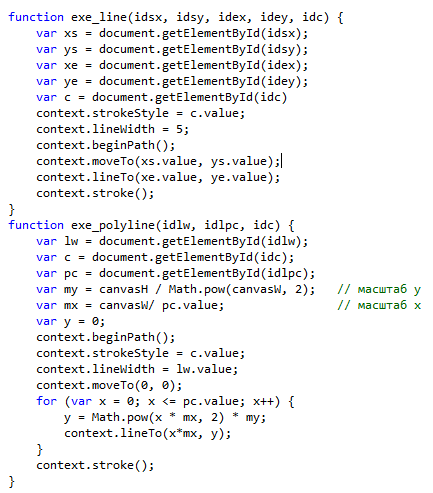 function exe_line(idsx, idsy, idex, idey, idc) {
    var xs = document.getElementById(idsx);
    var ys = document.getElementById(idsy);
    var xe = document.getElementById(idex);
    var ye = document.getElementById(idey);
    var c = document.getElementById(idc)
    context.strokeStyle = c.value;
    context.lineWidth = 5;
    context.beginPath();
    context.moveTo(xs.value, ys.value);
    context.lineTo(xe.value, ye.value);
    context.stroke();
}
function exe_polyline(idlw, idlpc, idc) {
    var lw = document.getElementById(idlw);
    var c = document.getElementById(idc);
    var pc = document.getElementById(idlpc);
    var my = canvasH / Math.pow(canvasW, 2);   // масштаб y
    var mx = canvasW/ pc.value;                // масштаб x
    var y = 0;
    context.beginPath();
    context.strokeStyle = c.value;
    context.lineWidth = lw.value;
    context.moveTo(0, 0);
    for (var x = 0; x <= pc.value; x++) {
        y = Math.pow(x * mx, 2) * my;
        context.lineTo(x*mx, y);
    }
    context.stroke();
}